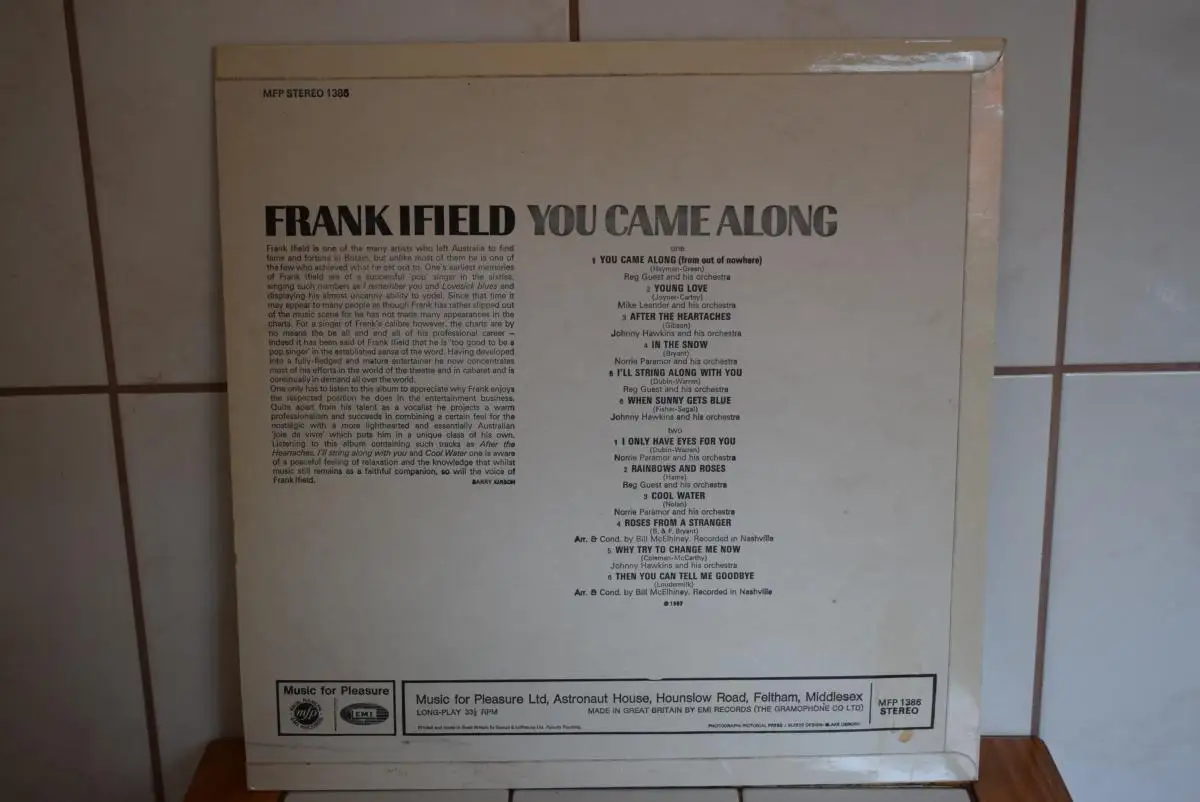 MFP STEREO 1386
FRANK IFIELD YOU CAME ALONG
Frank Ifield is one of the many artists who left Australia to find
fame and fortune in Britain, but unlike most of them he is one of
the few who achieved what he set out to. One's earliest memories
of Frank Ifield are of a successful 'pop' singer in the sixties,
singing such numbers as I remember you and Lovesick blues and
displaying his almost uncanny ability to yodel. Since that time it
may appear to many people as though Frank has rather slipped out
of the music scene for he has not made many appearances in the
charts. For a singer of Frank's calibre however, the charts are by
no means the be all and end all of his professional career –
indeed it has been said of Frank Ifield that he is 'too good to be a
pop singer' in the established sense of the word. Having developed
into a fully-fledged and mature entertainer he now concentrates
most of his efforts in the world of the theatre and in cabaret and is
continually in demand all over the world.
One only has to listen to this album to appreciate why Frank enjoys
the respected position he does in the entertainment business.
Quite apart from his talent as a vocalist he projects a warm
professionalism and succeeds in combining a certain feel for the
nostalgic with a more lighthearted and essentially Australian
'joie de vivre' which puts him in a unique class of his own.
Listening to this album containing such tracks as After the
Heartaches, I'll string along with you and Cool Water one is aware
of a peaceful feeling of relaxation and the knowledge that whilst
music still remains as a faithful companion, so will the voice of
Frank Ifield.
BARRY KIRSCH
one
1 YOU CAME ALONG (from out of nowhere)
(Heyman-Green)
Reg Guest and his orchestra
2 YOUNG LOVE
(Joyner-Cartey)
Mike Leander and his orchestra
3 AFTER THE HEARTACHES
(Gibson)
Johnny Hawkins and his orchestra
4 IN THE SNOW
(Bryant)
Norrie Paramor and his orchestra
5 I'LL STRING ALONG WITH YOU
(Dubin-Warren)
Reg Guest and his orchestra
6 WHEN SUNNY GETS BLUE
(Fisher-Segal)
Johnny Hawkins and his orchestra
two
1 I ONLY HAVE EYES FOR YOU
(Dubin-Warren)
Norrie Paramor and his orchestra
2 RAINBOWS AND ROSES
(Harris)
Reg Guest and his orchestra
3 COOL WATER
(Nolan)
Norrie Paramor and his orchestra
4 ROSES FROM A STRANGER
(B. & F. Bryant)
Arr. & Cond. by Bill McElhiney. Recorded in Nashville
5 WHY TRY TO CHANGE ME NOW
(Coleman-McCarthy)
Johnny Hawkins and his orchestra
6 THEN YOU CAN TELL ME GOODBYE
(Loudermilk)
Arr. & Cond. by Bill McElhiney. Recorded in Nashville
℗ 1967
Music for Pleasure
mfp
EMI
Music for Pleasure Ltd, Astronaut House, Hounslow Road, Feltham, Middlesex
LONG-PLAY 33⅓ RPM
MADE IN GREAT BRITAIN BY EMI RECORDS (THE GRAMOPHONE CO LTD)
Printed and made in Great Britain by
PHOTOGRAPH: PICTORIAL PRESS / SLEEVE DESIGN:
MFP 1386
STEREO